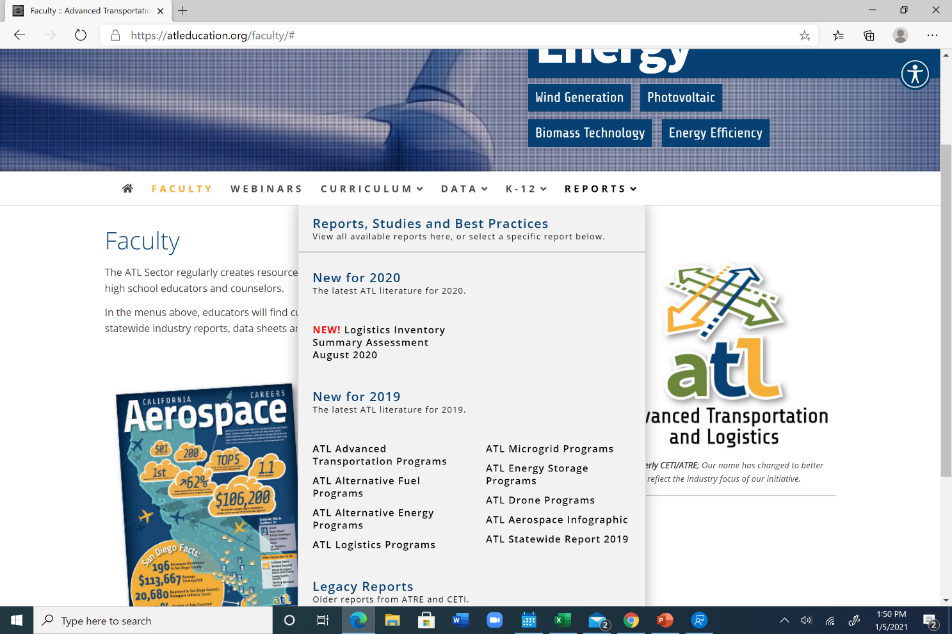 Faculty :: Advanced Transportatio
https://atleducation.org/faculty/#
Energy
Wind Generation
Photovoltaic
Biomass Technology
Energy Efficiency
FACULTY
WEBINARS
CURRICULUM
DATA
K-12
REPORTS
Faculty
The ATL Sector regularly creates resource
high school educators and counselors.
In the menus above, educators will find cu
statewide industry reports, data sheets an
CALIFORNIA CAREERS
Aerospace
501
200
TOP 5
1st
62%
1.1
$106,200
San Diego Facts:
196
$113,667
20,680
Reports, Studies and Best Practices
View all available reports here, or select a specific report below.
New for 2020
The latest ATL literature for 2020.
NEW! Logistics Inventory
Summary Assessment
August 2020
New for 2019
The latest ATL literature for 2019.
ATL Advanced
Transportation Programs
ATL Alternative Fuel
Programs
ATL Alternative Energy
Programs
ATL Logistics Programs
ATL Microgrid Programs
ATL Energy Storage
Programs
ATL Drone Programs
ATL Aerospace Infographic
ATL Statewide Report 2019
Legacy Reports
Older reports from ATRE and CETI.
atl
vanced Transportation
and Logistics
erly CETI/ATRE; Our name has changed to better
reflect the industry focus of our initiative.
Type here to search
2
1:50 PM
1/5/2021
2